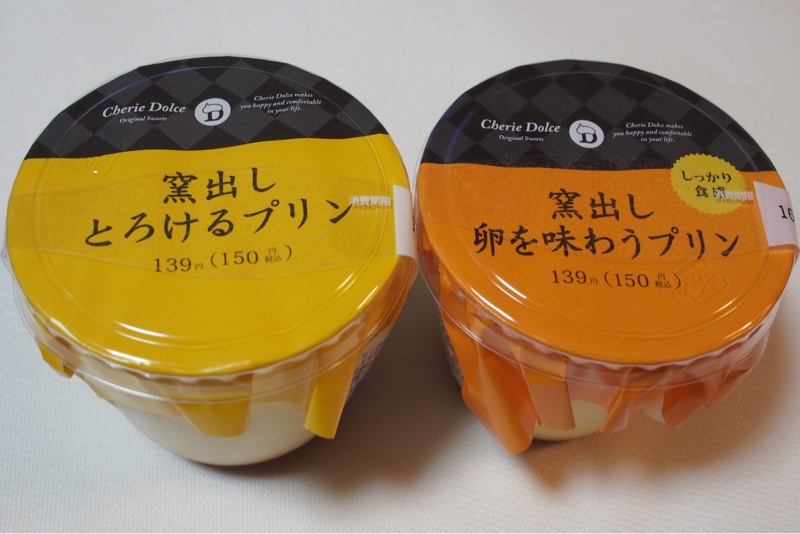 Cherie Dolce
Original Sweets
D
Cherie Dolce makes
you happy and comfortable
in your life.
窯出し
とろけるプリン
139円(150円税込)
消費期限
Cherie Dolce
Original Sweets
D
Cherie Dolce makes
you happy and comfortable
in your life.
しっかり
食感
消費期限
16
窯出し
卵を味わうプリン
139円(150円税込)